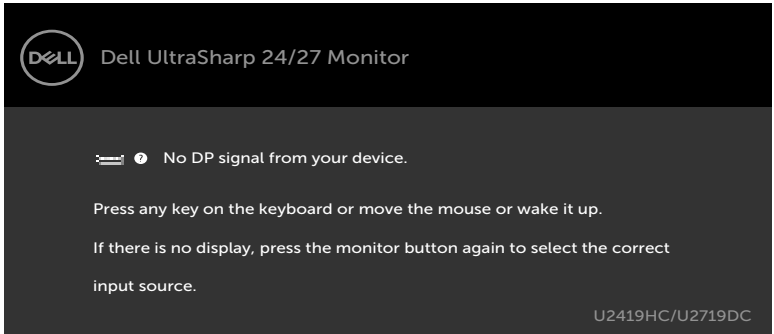 DELL
Dell UltraSharp 24/27 Monitor
? No DP signal from your device.
Press any key on the keyboard or move the mouse or wake it up.
If there is no display, press the monitor button again to select the correct
input source.
U2419HC/U2719DC